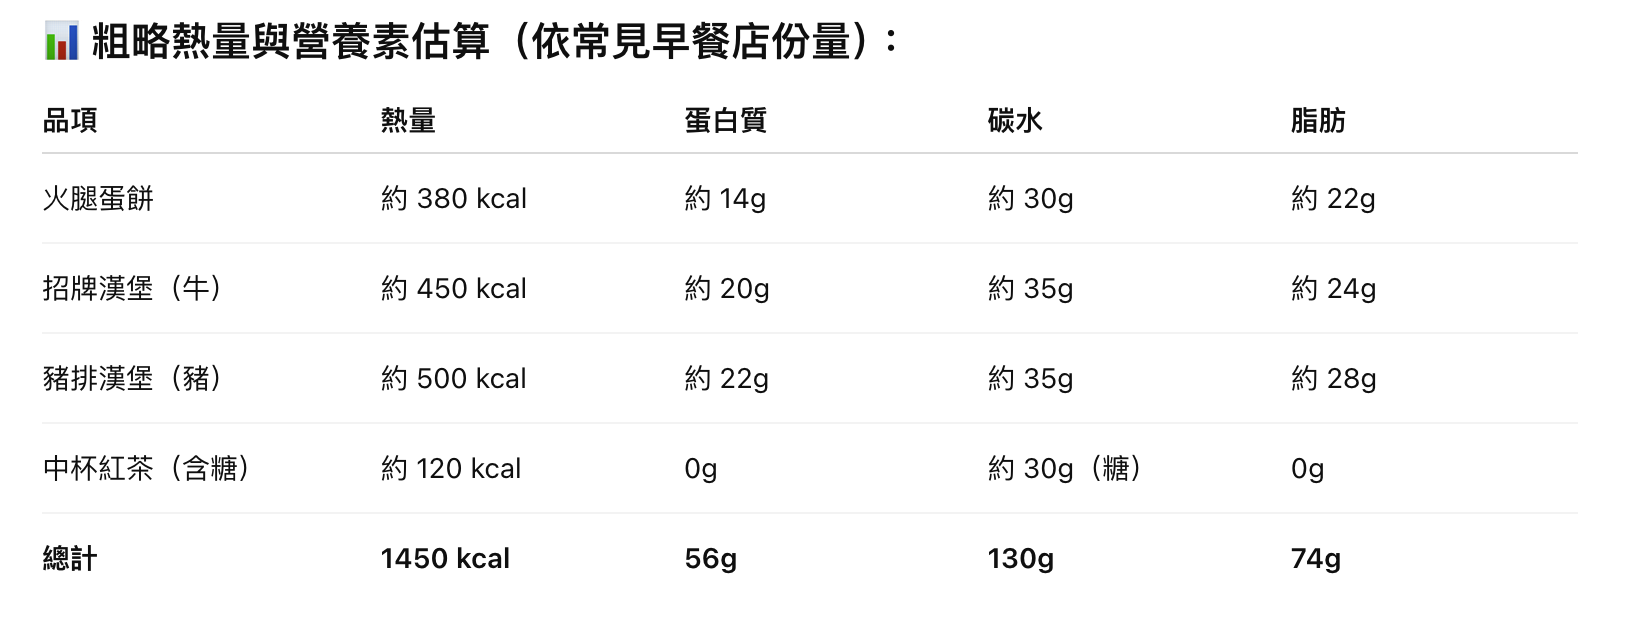 📊 粗略熱量與營養素估算（依常見早餐店份量）：
品項 熱量 蛋白質 碳水 脂肪
火腿蛋餅 約 380 kcal 約 14g 約 30g 約 22g
招牌漢堡（牛） 約 450 kcal 約 20g 約 35g 約 24g
豬排漢堡（豬） 約 500 kcal 約 22g 約 35g 約 28g
中杯紅茶（含糖） 約 120 kcal 0g 約 30g（糖） 0g
總計 1450 kcal 56g 130g 74g